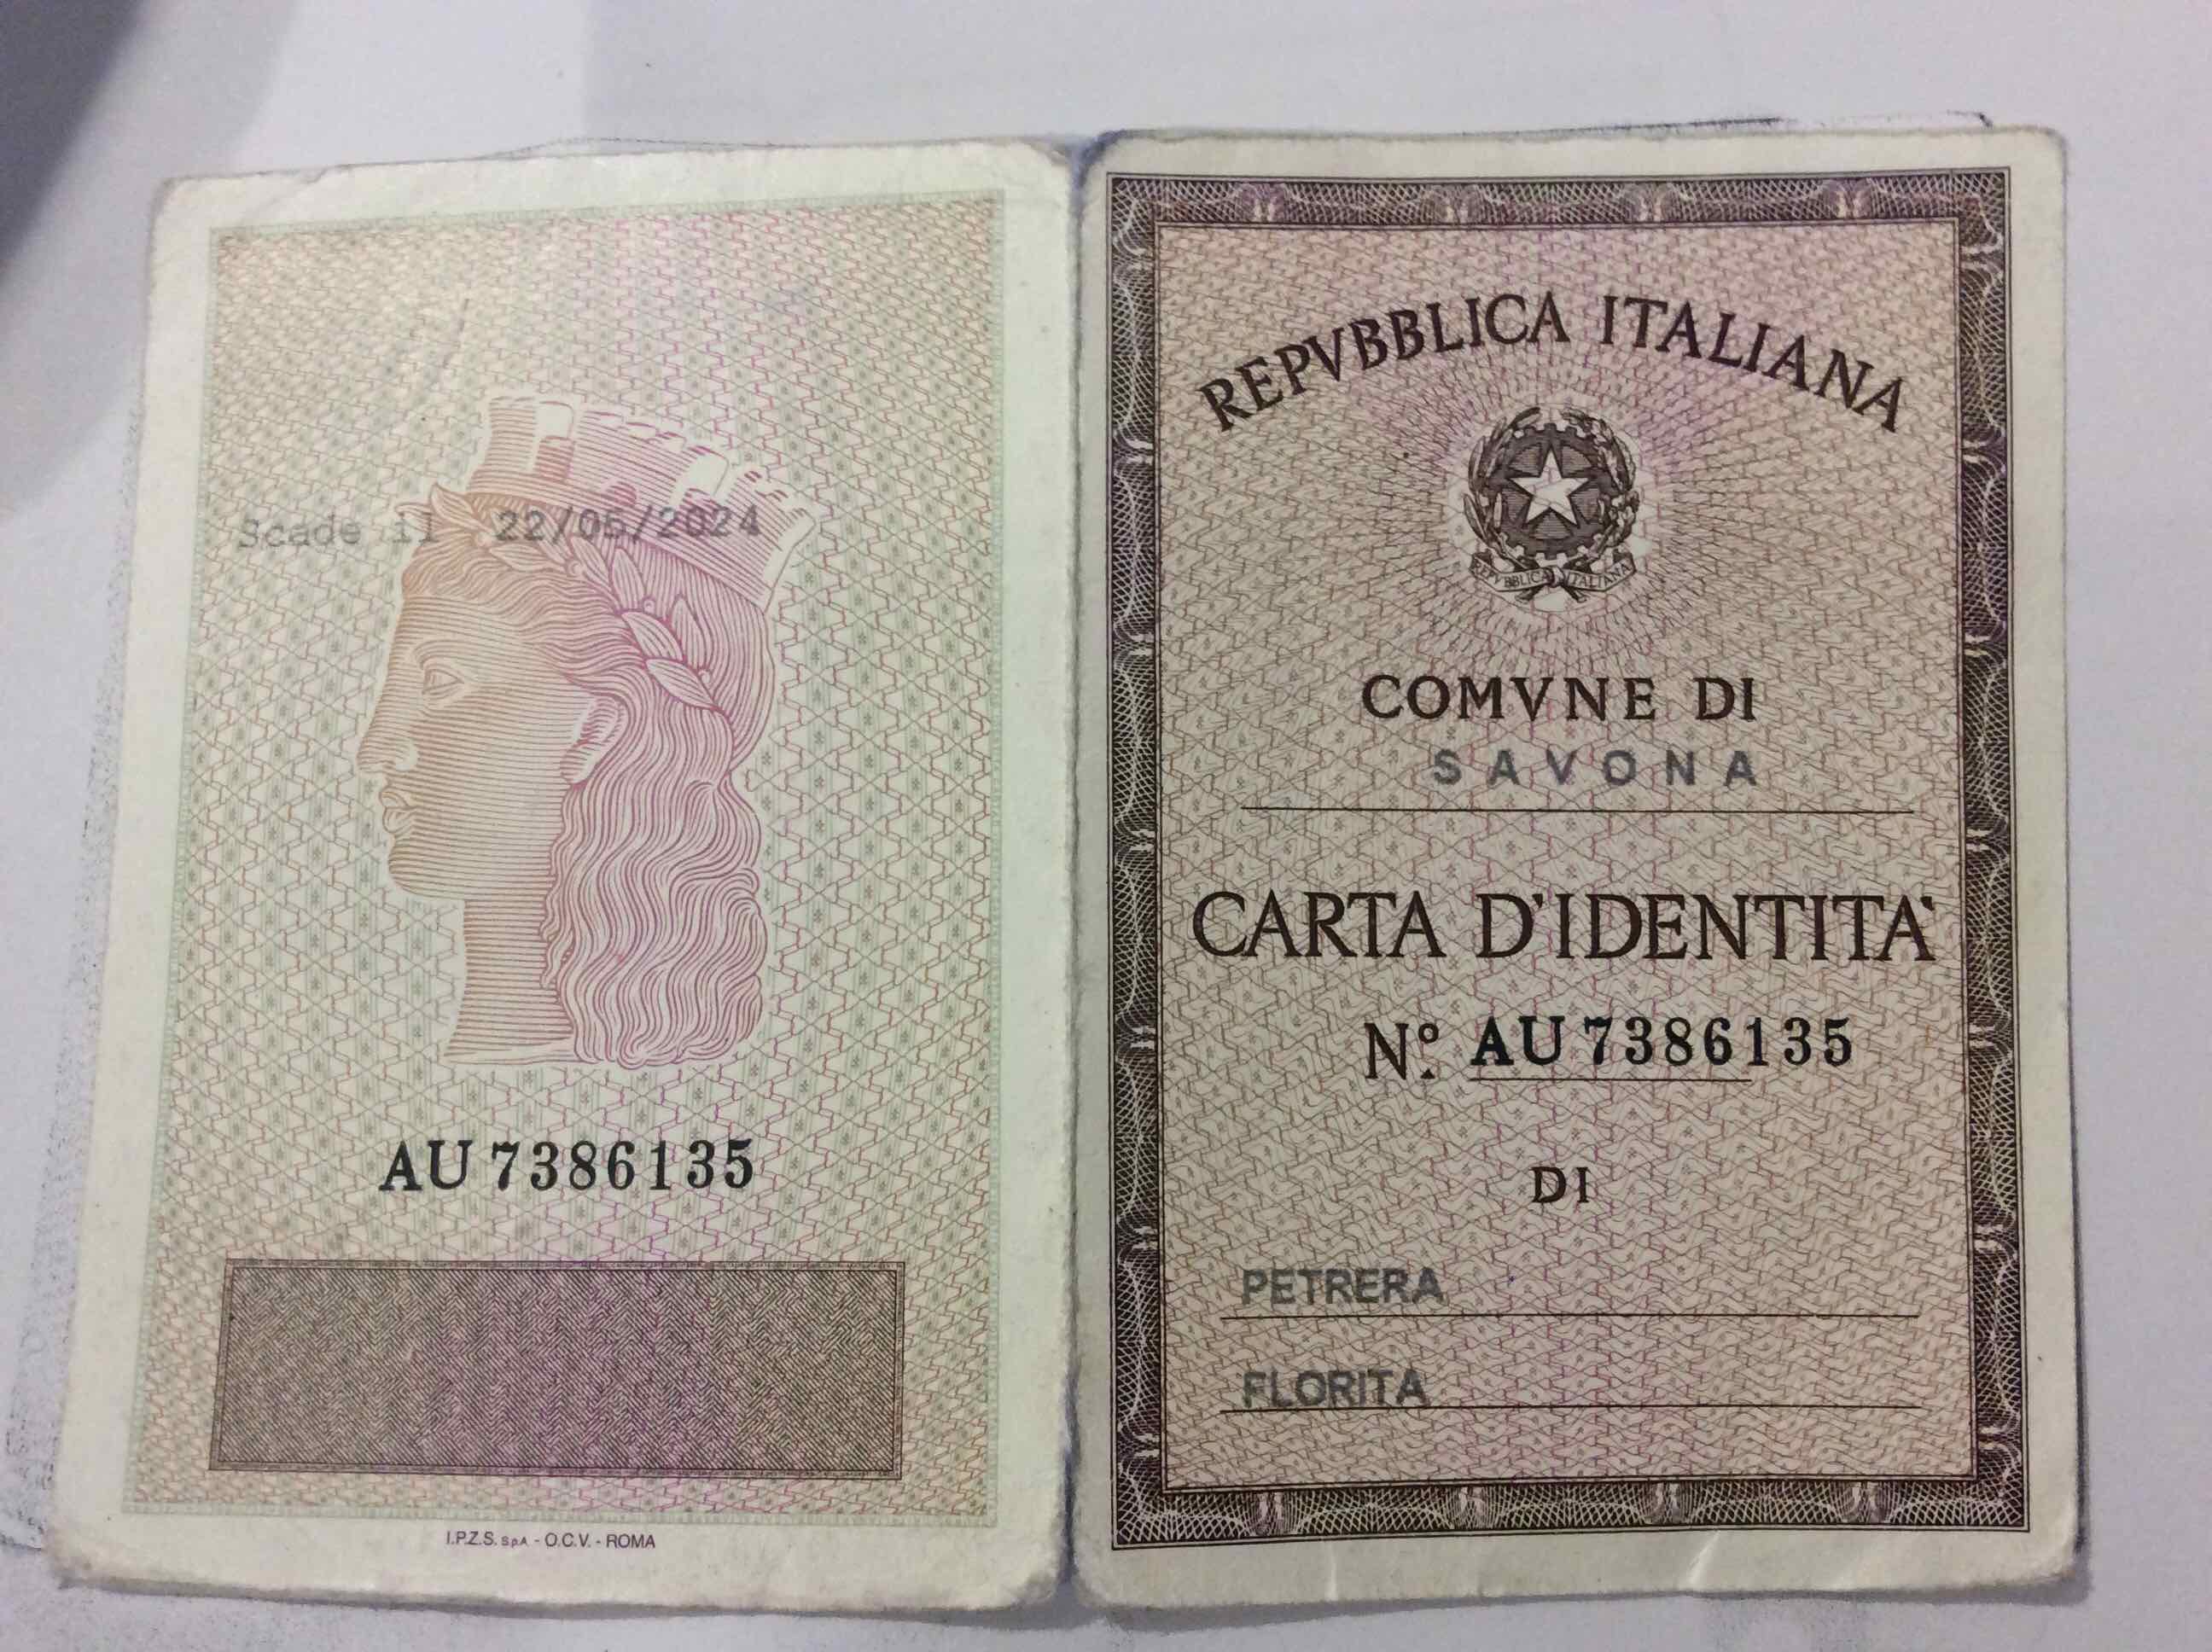 Scade il 22/05/2024
AU 7386135
I.P.Z.S. S.p.A. - O.C.V. - ROMA
REPVBBLICA ITALIANA
REPVBBLICA ITALIANA
COMVNE DI
SAVONA
CARTA D'IDENTITA'
N.º AU 7386135
DI
PETRERA
FLORITA